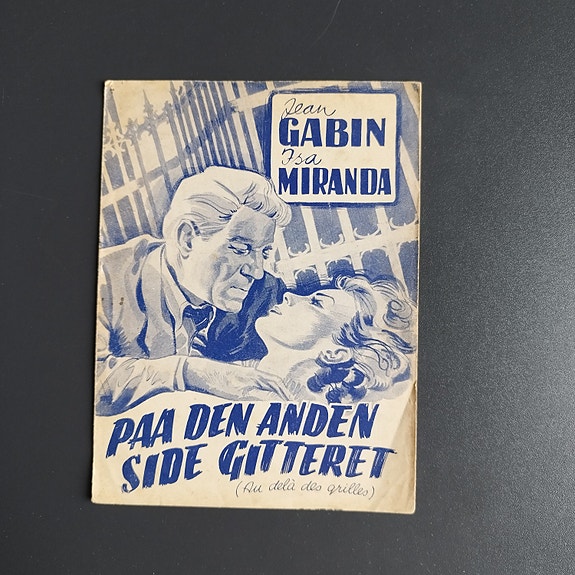 Jean
GABIN
Isa
MIRANDA
PAA DEN ANDEN
SIDE GITTERET
(Au delà des grilles)